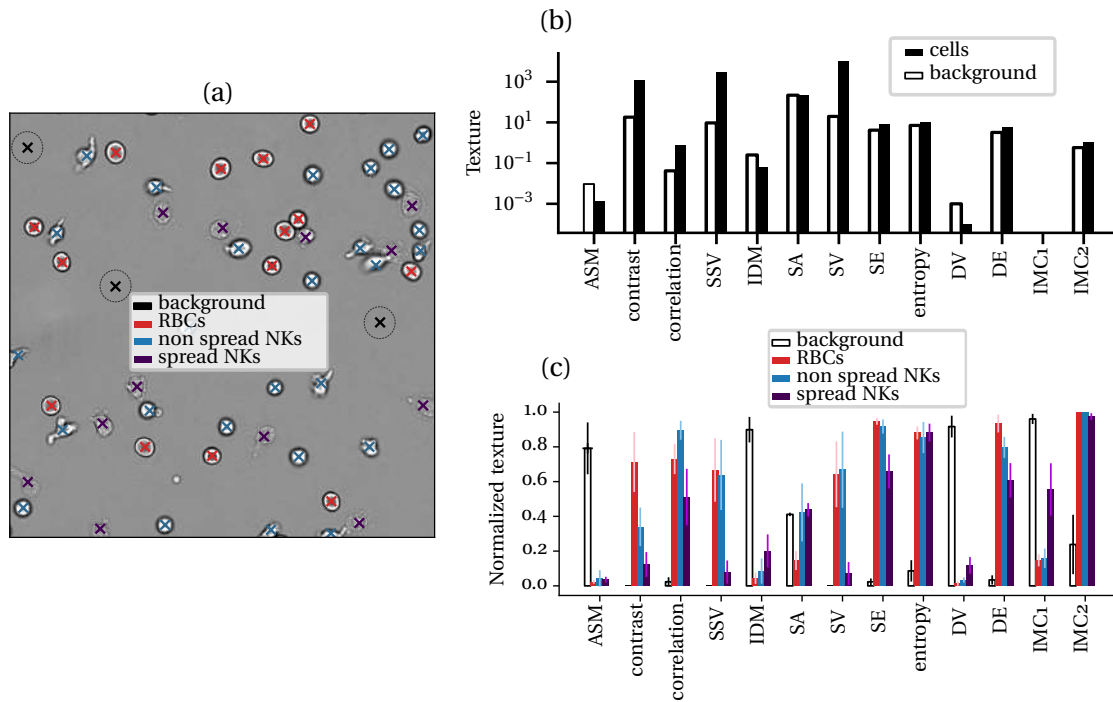 (a)
background
RBCs
non spread NKs
spread NKs
(b)
cells
background
Texture
10³
10¹
10⁻¹
10⁻³
ASM
contrast
correlation
SSV
IDM
SA
SV
SE
entropy
DV
DE
IMC1
IMC2
(c)
background
RBCs
non spread NKs
spread NKs
Normalized texture
1.0
0.8
0.6
0.4
0.2
0.0
ASM
contrast
correlation
SSV
IDM
SA
SV
SE
entropy
DV
DE
IMC1
IMC2